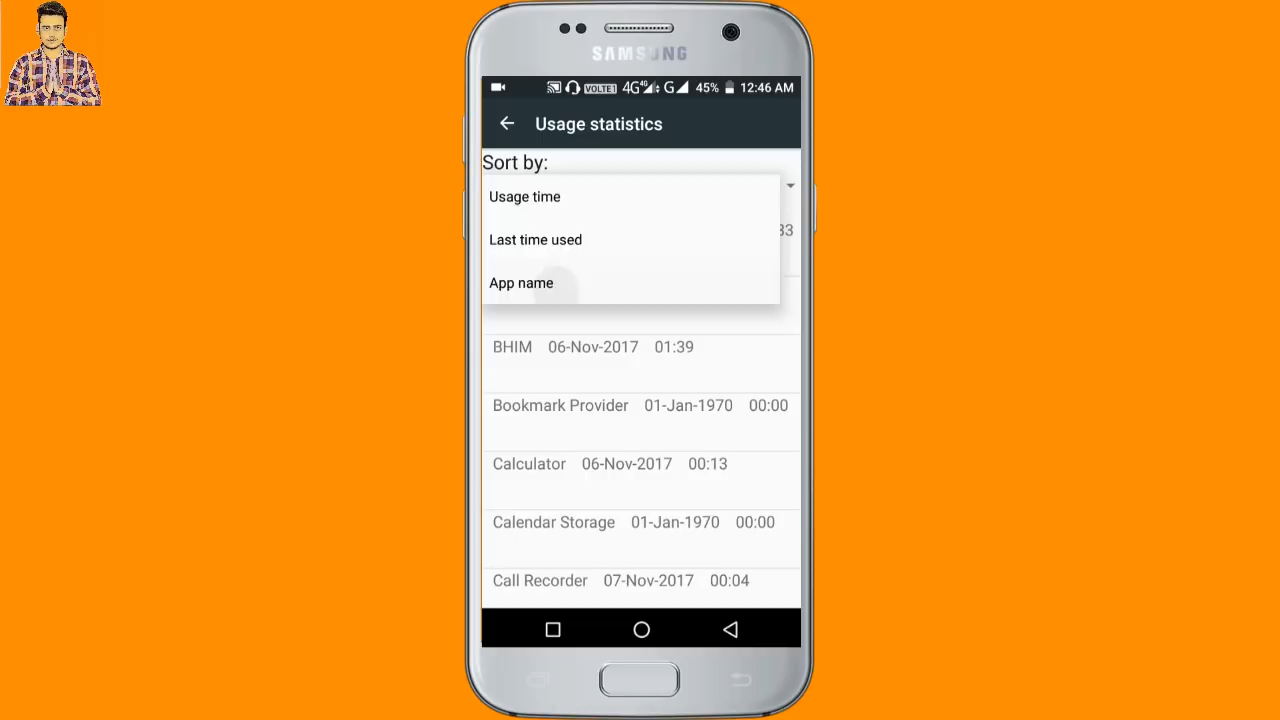 SAMSUNG
VOLTE1 4G 4G G 45% 12:46 AM
Usage statistics
Sort by:
Usage time
Last time used
App name
BHIM 06-Nov-2017 01:39
Bookmark Provider 01-Jan-1970 00:00
Calculator 06-Nov-2017 00:13
Calendar Storage 01-Jan-1970 00:00
Call Recorder 07-Nov-2017 00:04